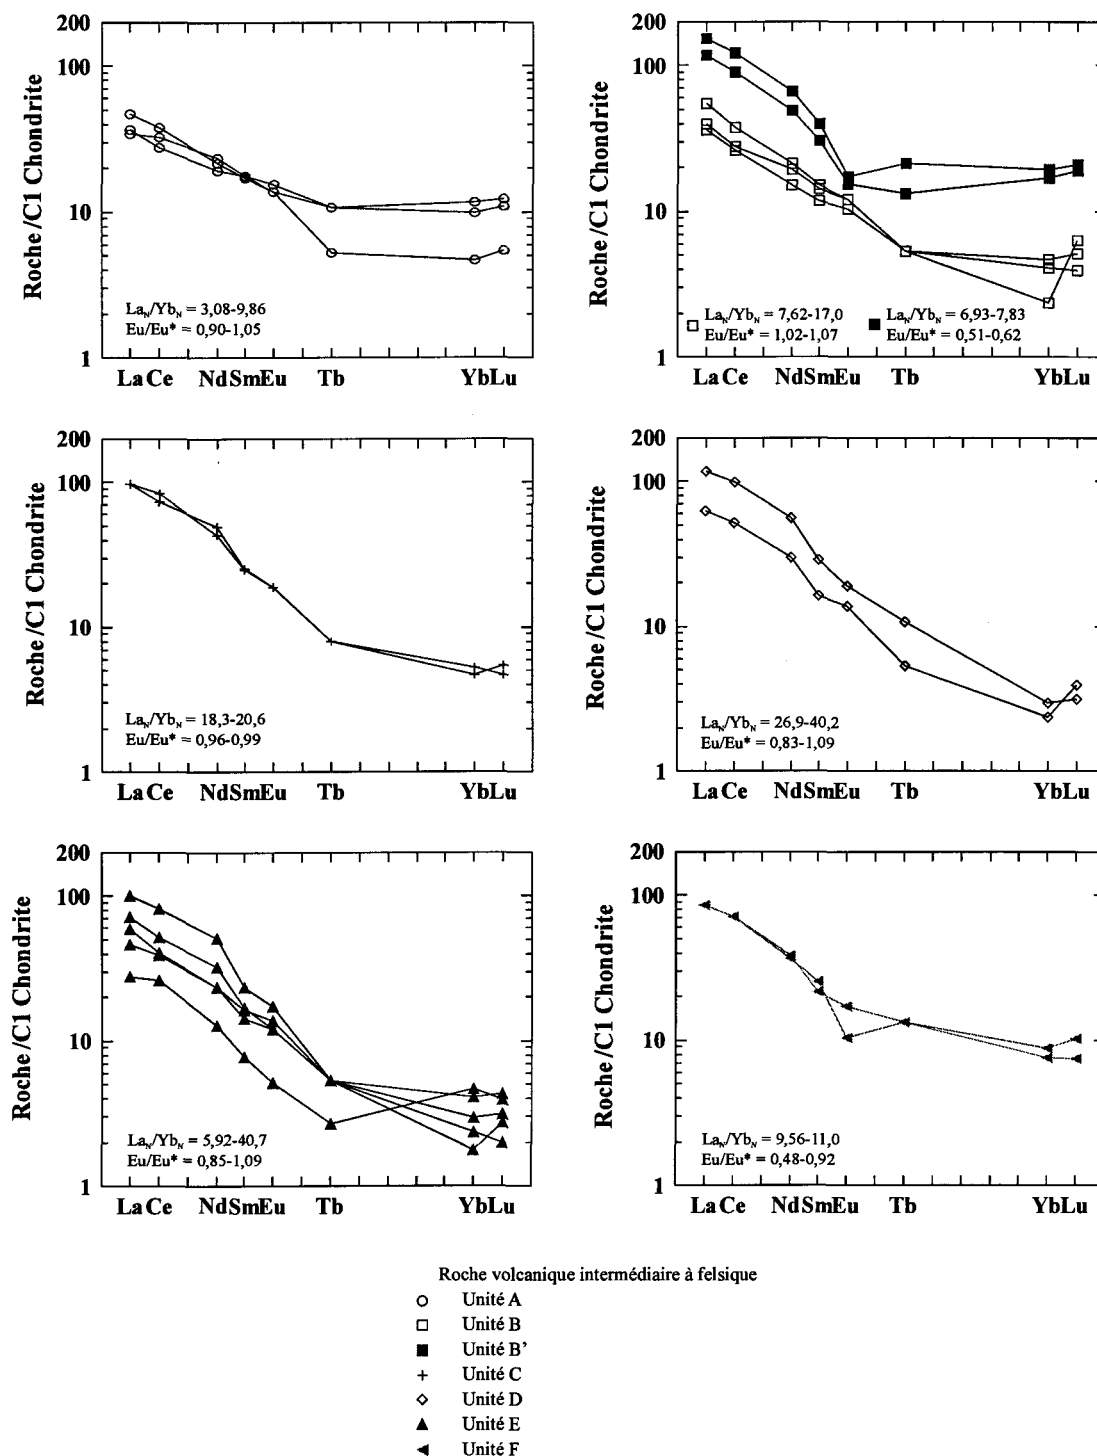 200
100
10
1
Roche/C1 Chondrite
La_N/Yb_N = 3,08-9,86
Eu/Eu* = 0,90-1,05
La Ce Nd Sm Eu Tb Yb Lu
200
100
10
1
Roche/C1 Chondrite
La_N/Yb_N = 7,62-17,0
Eu/Eu* = 1,02-1,07
La_N/Yb_N = 6,93-7,83
Eu/Eu* = 0,51-0,62
La Ce Nd Sm Eu Tb Yb Lu
200
100
10
1
Roche/C1 Chondrite
La_N/Yb_N = 18,3-20,6
Eu/Eu* = 0,96-0,99
La Ce Nd Sm Eu Tb Yb Lu
200
100
10
1
Roche/C1 Chondrite
La_N/Yb_N = 26,9-40,2
Eu/Eu* = 0,83-1,09
La Ce Nd Sm Eu Tb Yb Lu
200
100
10
1
Roche/C1 Chondrite
La_N/Yb_N = 5,92-40,7
Eu/Eu* = 0,85-1,09
La Ce Nd Sm Eu Tb Yb Lu
200
100
10
1
Roche/C1 Chondrite
La_N/Yb_N = 9,56-11,0
Eu/Eu* = 0,48-0,92
La Ce Nd Sm Eu Tb Yb Lu
Roche volcanique intermédiaire à felsique
Unité A
Unité B
Unité B'
Unité C
Unité D
Unité E
Unité F